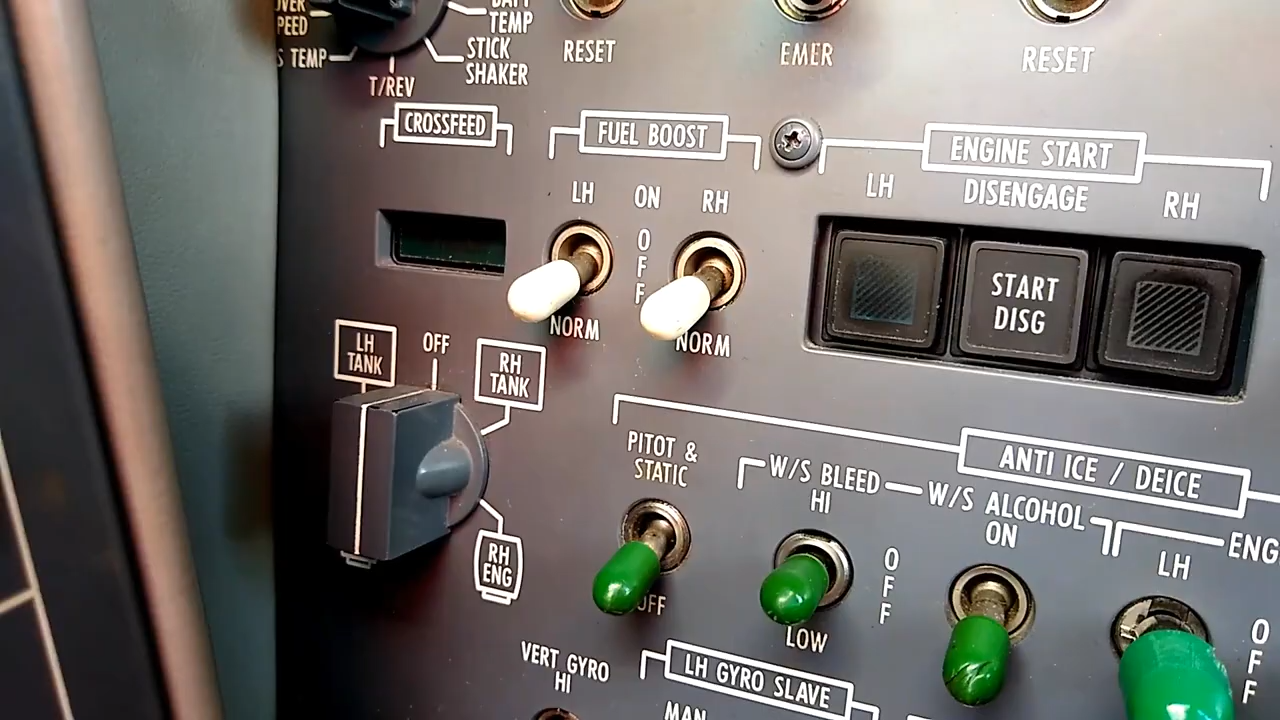 OVER
SPEED
S TEMP
T/REV
BATT
TEMP
STICK
SHAKER
RESET
EMER
RESET
CROSSFEED
FUEL BOOST
LH
ON
RH
OFF
NORM
NORM
ENGINE START
LH
DISENGAGE
RH
START
DISG
LH
TANK
OFF
RH
TANK
RH
ENG
ANTI ICE / DEICE
PITOT &
STATIC
OFF
W/S BLEED
HI
OFF
LOW
W/S ALCOHOL
ON
ENG
LH
OFF
VERT GYRO
HI
LH GYRO SLAVE
MAN